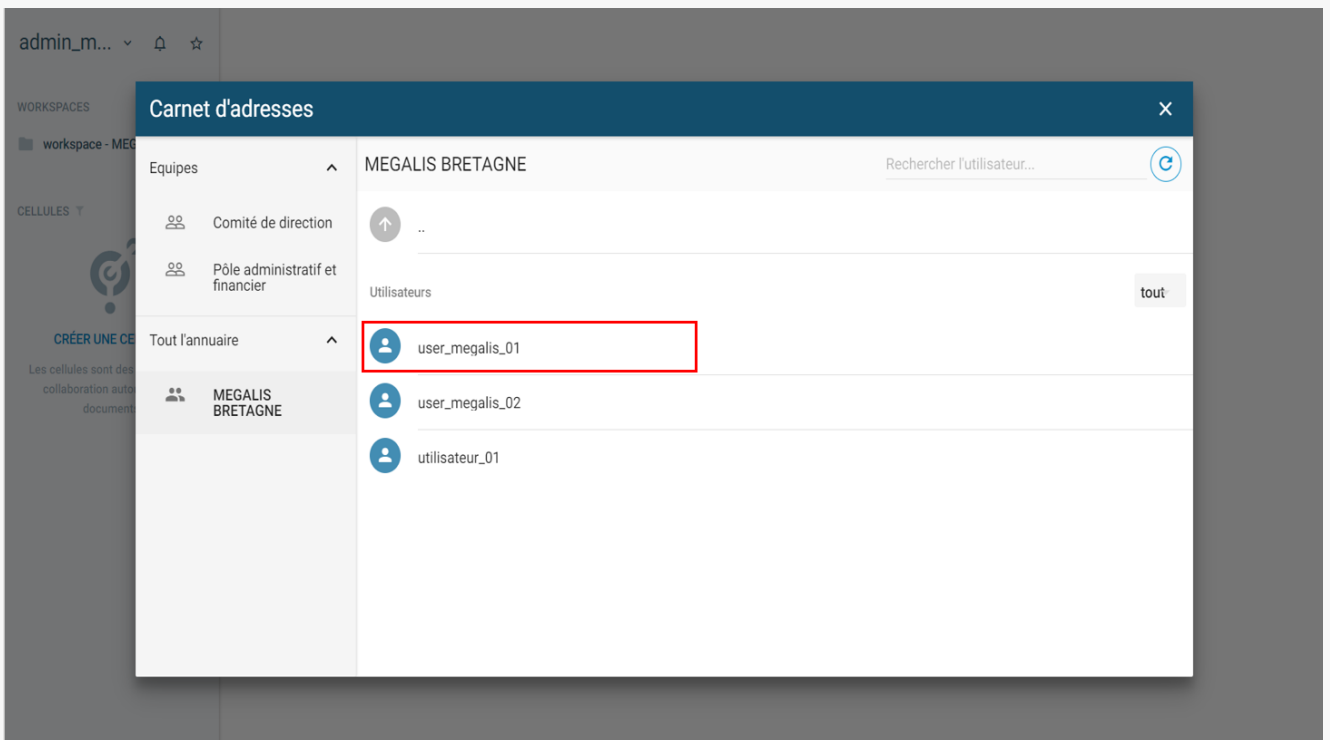 admin_m...
WORKSPACES
workspace - MEG
CELLULES
CRÉER UNE CE
Les cellules sont des
collaboration auto
document
Carnet d'adresses
Equipes
Comité de direction
Pôle administratif et
financier
Tout l'annuaire
MEGALIS
BRETAGNE
MEGALIS BRETAGNE
Rechercher l'utilisateur...
..
Utilisateurs
tout
user_megalis_01
user_megalis_02
utilisateur_01